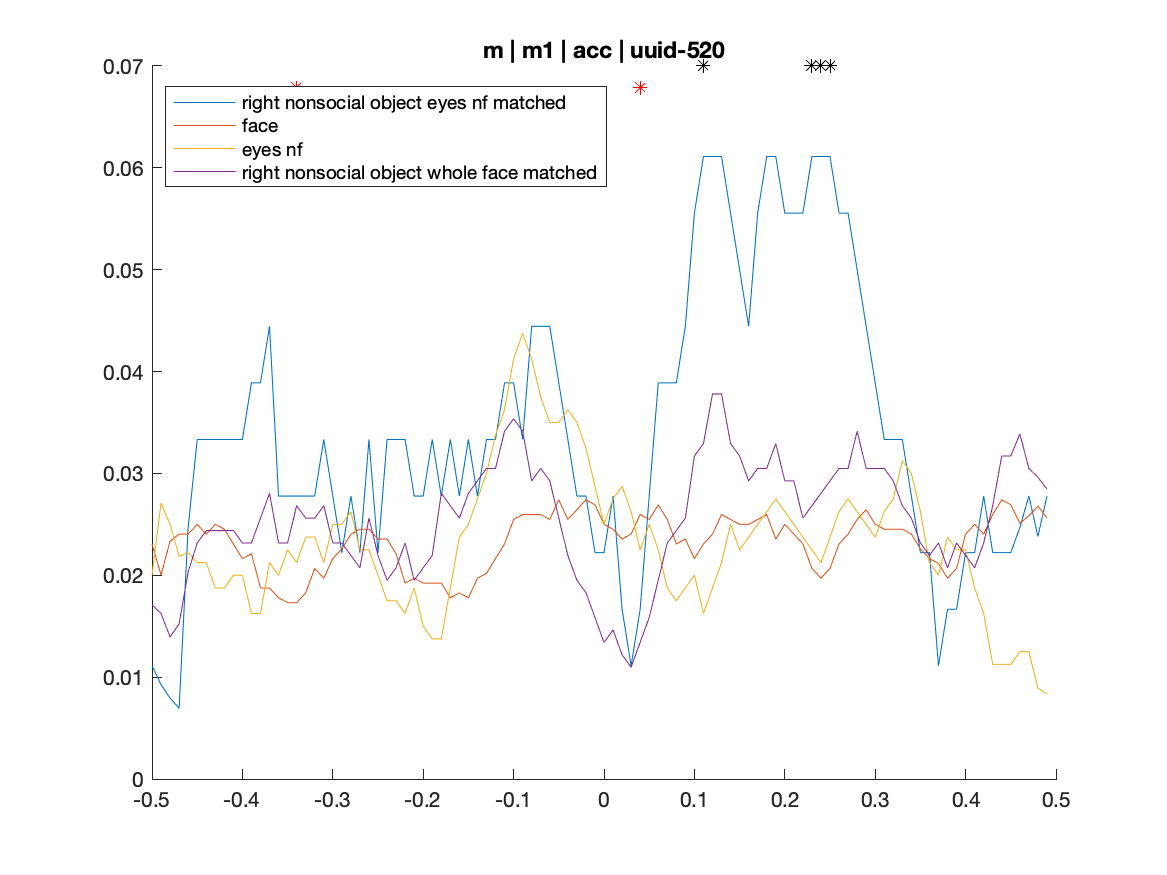 m | m1 | acc | uuid-520
0.07
right nonsocial object eyes nf matched
face
eyes nf
right nonsocial object whole face matched
0.06
0.05
0.04
0.03
0.02
0.01
0
-0.5 -0.4 -0.3 -0.2 -0.1 0 0.1 0.2 0.3 0.4 0.5